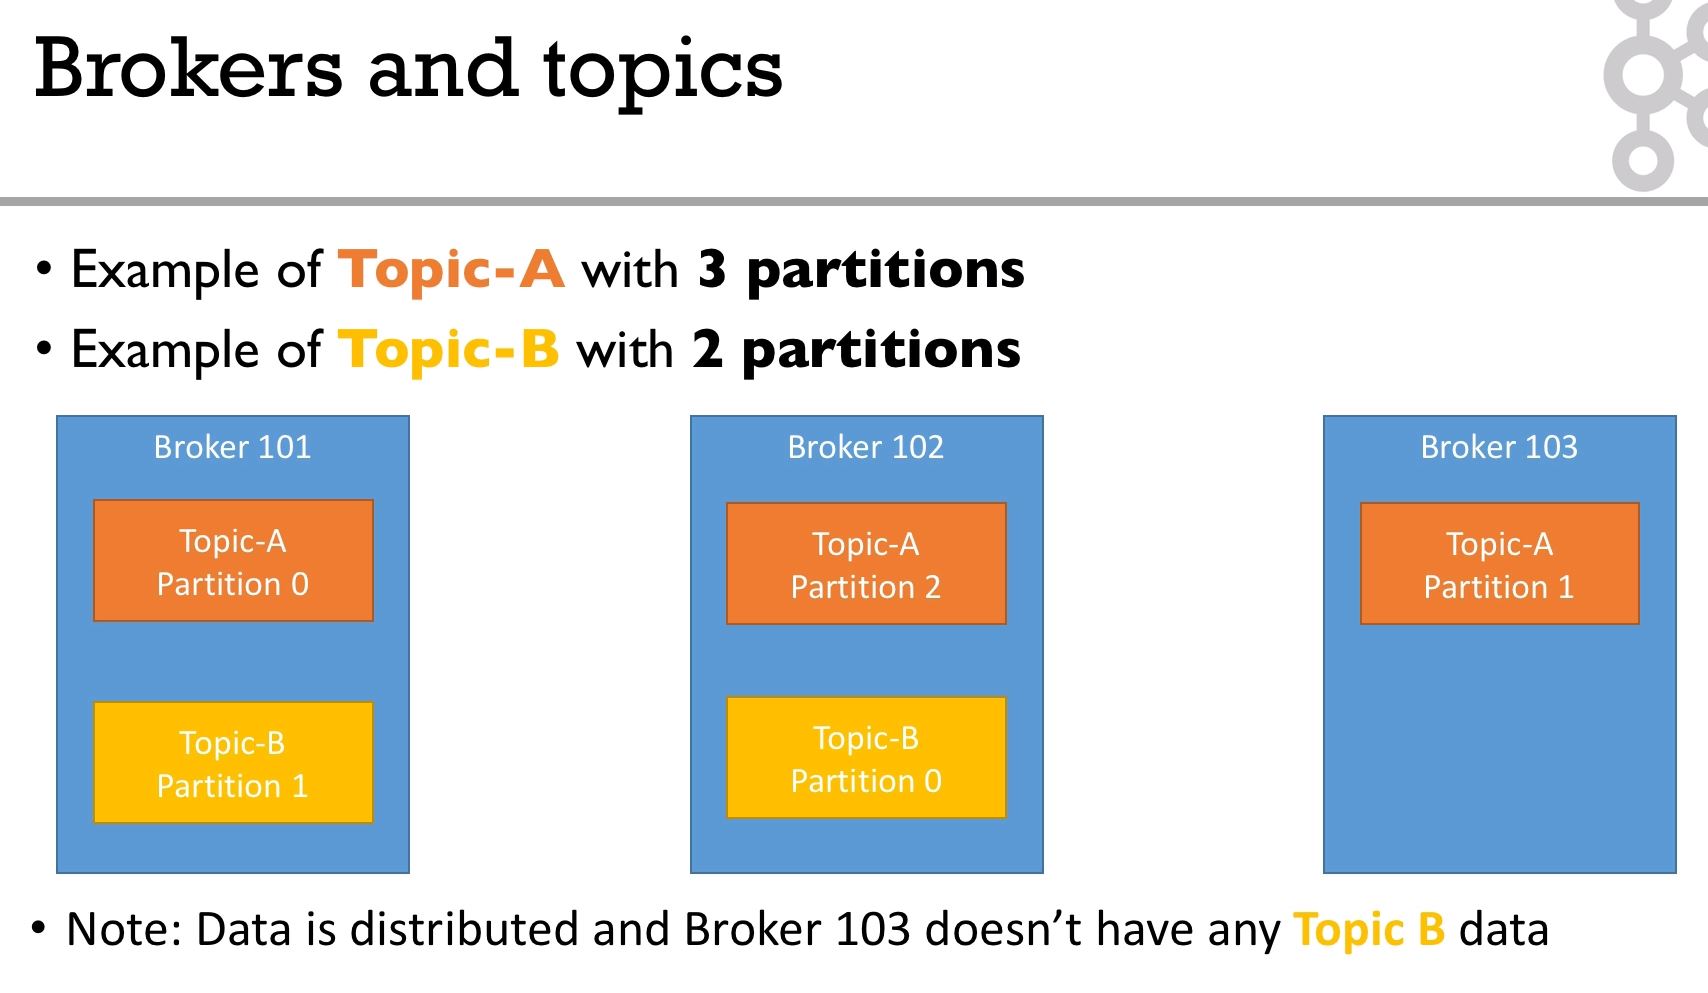 Brokers and topics
• Example of Topic-A with 3 partitions
• Example of Topic-B with 2 partitions
Broker 101
Topic-A
Partition 0
Topic-B
Partition 1
Broker 102
Topic-A
Partition 2
Topic-B
Partition 0
Broker 103
Topic-A
Partition 1
• Note: Data is distributed and Broker 103 doesn’t have any Topic B data